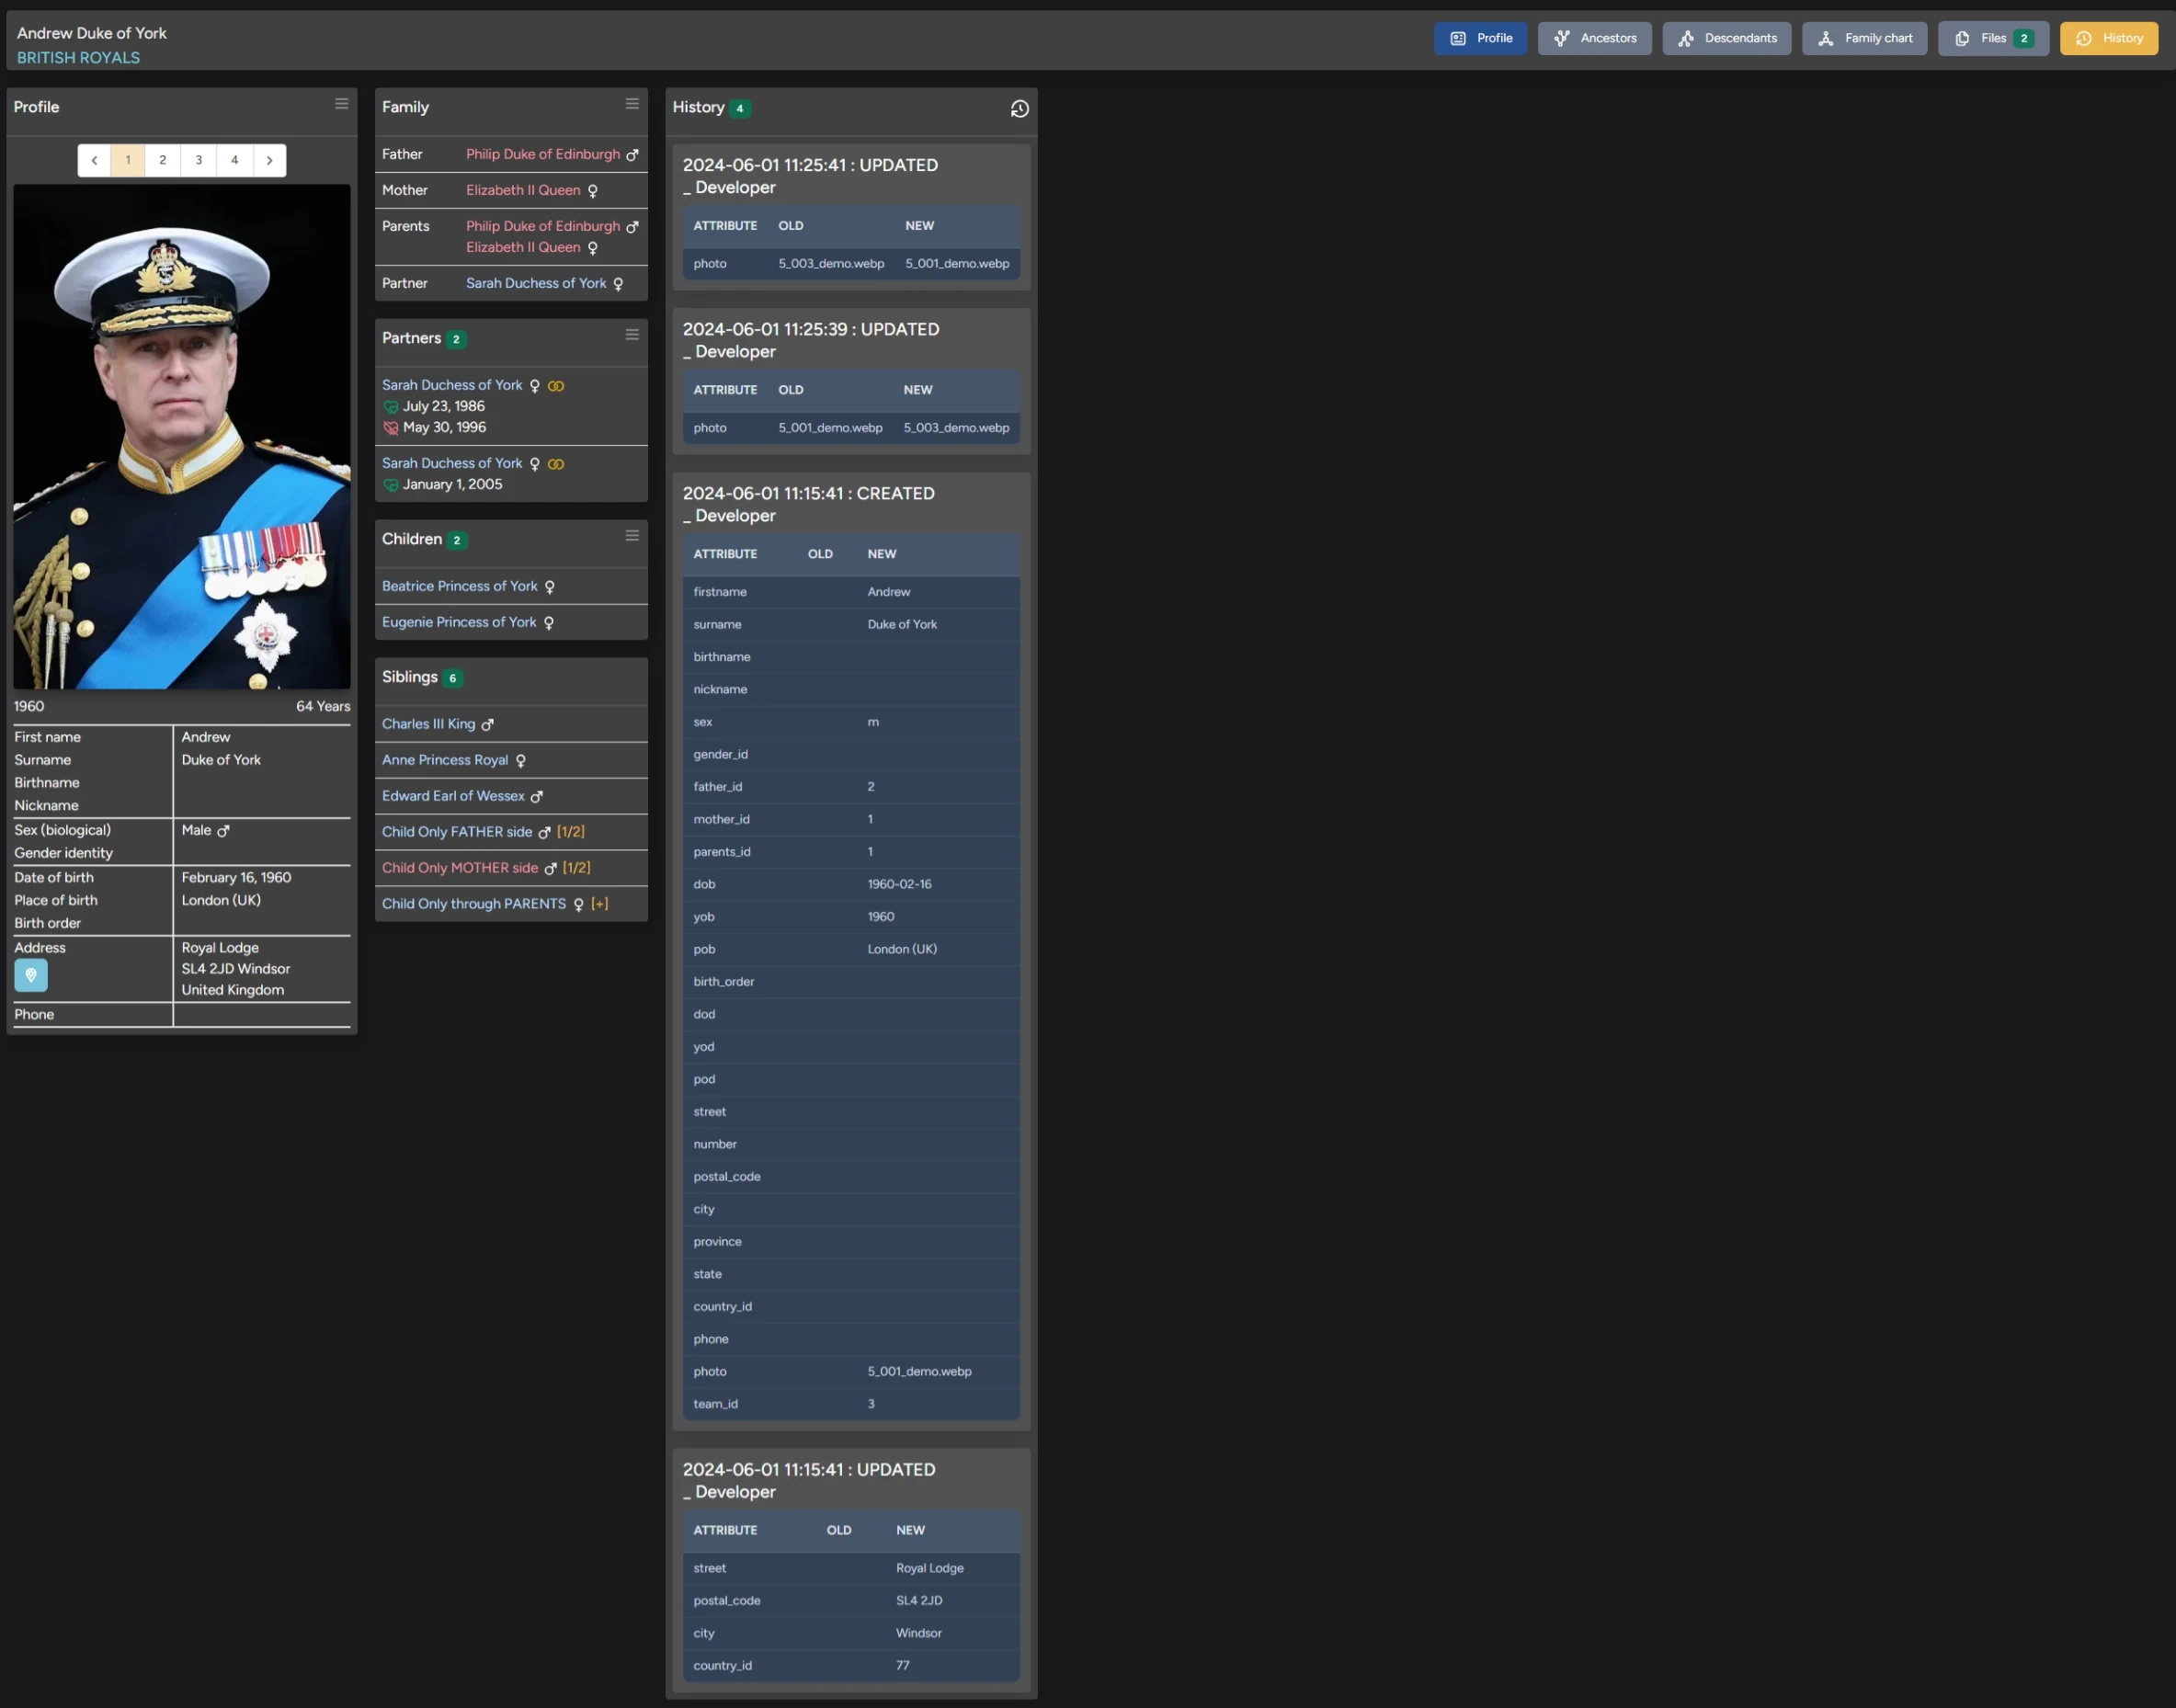 Andrew Duke of York
BRITISH ROYALS
Profile
Ancestors
Descendants
Family chart
Files 2
History
Profile
1 2 3 4
1960 64 Years
First name Andrew
Surname Duke of York
Birthname
Nickname
Sex (biological) Male ♂
Gender identity
Date of birth February 16, 1960
Place of birth London (UK)
Birth order
Address Royal Lodge
SL4 2JD Windsor
United Kingdom
Phone
Family
Father Philip Duke of Edinburgh ♂
Mother Elizabeth II Queen ♀
Parents Philip Duke of Edinburgh ♂
Elizabeth II Queen ♀
Partner Sarah Duchess of York ♀
Partners 2
Sarah Duchess of York ♀
July 23, 1986
May 30, 1996
Sarah Duchess of York ♀
January 1, 2005
Children 2
Beatrice Princess of York ♀
Eugenie Princess of York ♀
Siblings 6
Charles III King ♂
Anne Princess Royal ♀
Edward Earl of Wessex ♂
Child Only FATHER side ♂ [1/2]
Child Only MOTHER side ♂ [1/2]
Child Only through PARENTS ♀ [+]
History 4
2024-06-01 11:25:41 : UPDATED
_ Developer
ATTRIBUTE OLD NEW
photo 5_003_demo.webp 5_001_demo.webp
2024-06-01 11:25:39 : UPDATED
_ Developer
ATTRIBUTE OLD NEW
photo 5_001_demo.webp 5_003_demo.webp
2024-06-01 11:15:41 : CREATED
_ Developer
ATTRIBUTE OLD NEW
firstname Andrew
surname Duke of York
birthname
nickname
sex m
gender_id
father_id 2
mother_id 1
parents_id 1
dob 1960-02-16
yob 1960
pob London (UK)
birth_order
dod
yod
pod
street
number
postal_code
city
province
state
country_id
phone
photo 5_001_demo.webp
team_id 3
2024-06-01 11:15:41 : UPDATED
_ Developer
ATTRIBUTE OLD NEW
street Royal Lodge
postal_code SL4 2JD
city Windsor
country_id 77